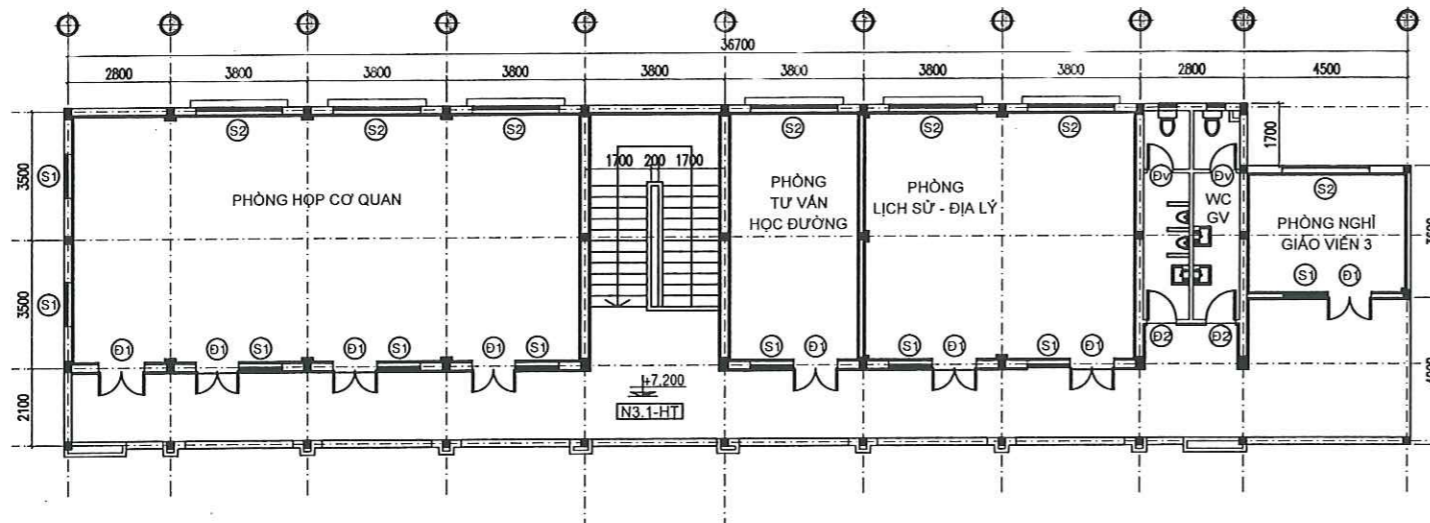 36700
2800 3800 3800 3800 3800 3800 3800 3800 2800 4500
S2 S2 S2 S2 S2 S2
1700
3500
S1
1700 200 1700
Đv Đv
S2
PHÒNG HỌP CƠ QUAN
PHÒNG
TƯ VẤN
HỌC ĐƯỜNG
PHÒNG
LỊCH SỬ - ĐỊA LÝ
WC
GV
PHÒNG NGHỈ
GIÁO VIÊN 3
S1 Đ1
3500
S1
Đ1 Đ1 S1 Đ1 S1 Đ1 S1 S1 Đ1 S1 Đ1 S1 Đ1 Đ2 Đ2
2100
+7,200
N3.1-HT